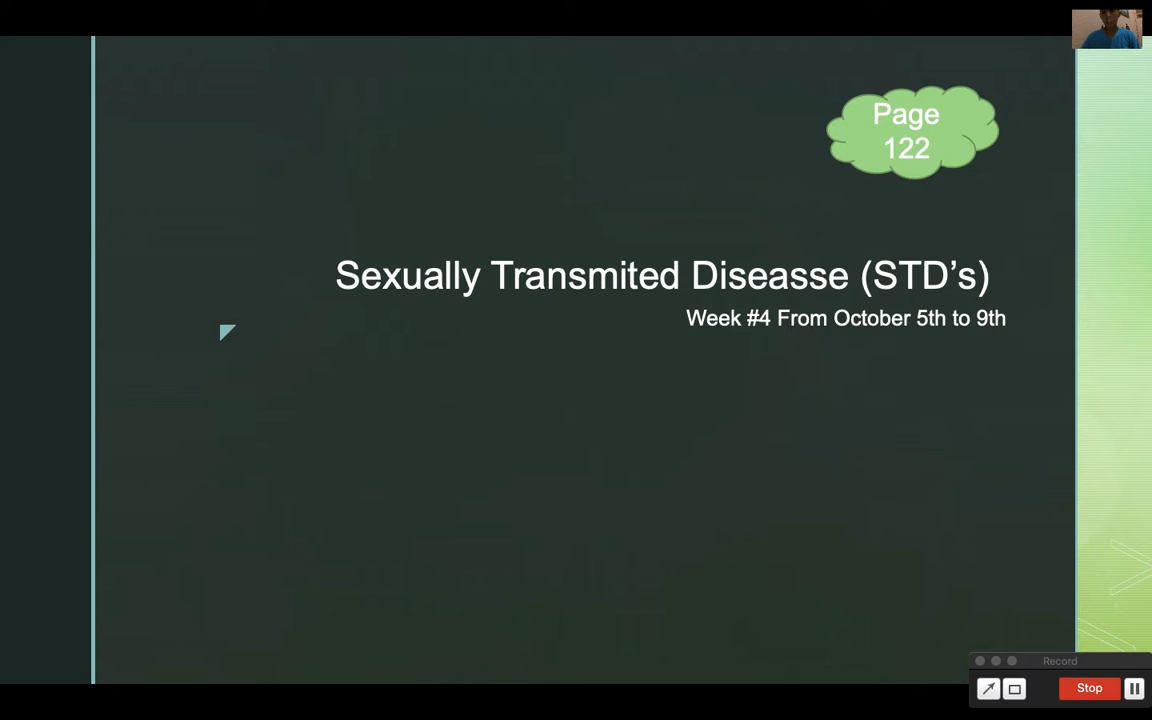 Page
122
Sexually Transmited Diseasse (STD’s)
Week #4 From October 5th to 9th
Record
Stop